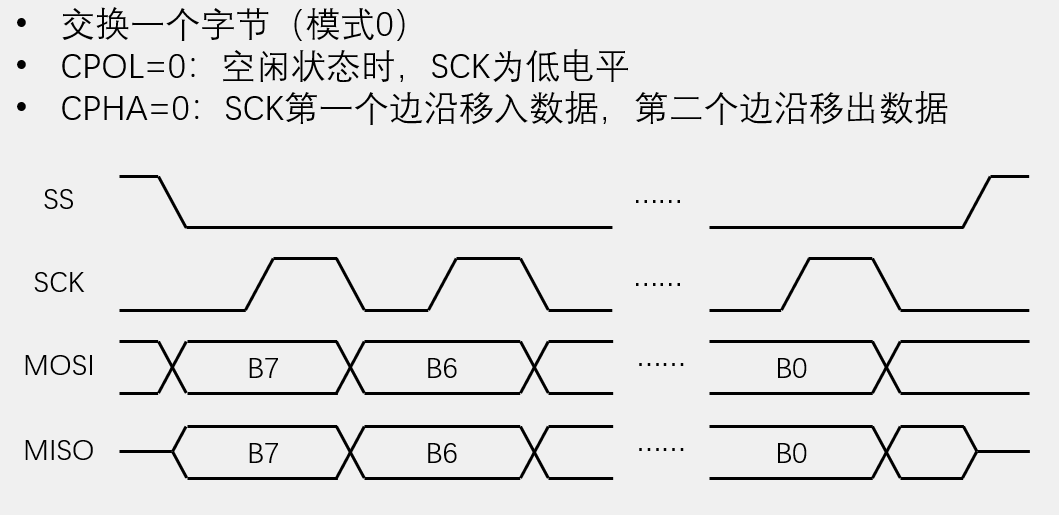 • 交换一个字节（模式0）
• CPOL=0：空闲状态时，SCK为低电平
• CPHA=0：SCK第一个边沿移入数据，第二个边沿移出数据
SS ……
SCK ……
MOSI B7 B6 …… B0
MISO B7 B6 …… B0